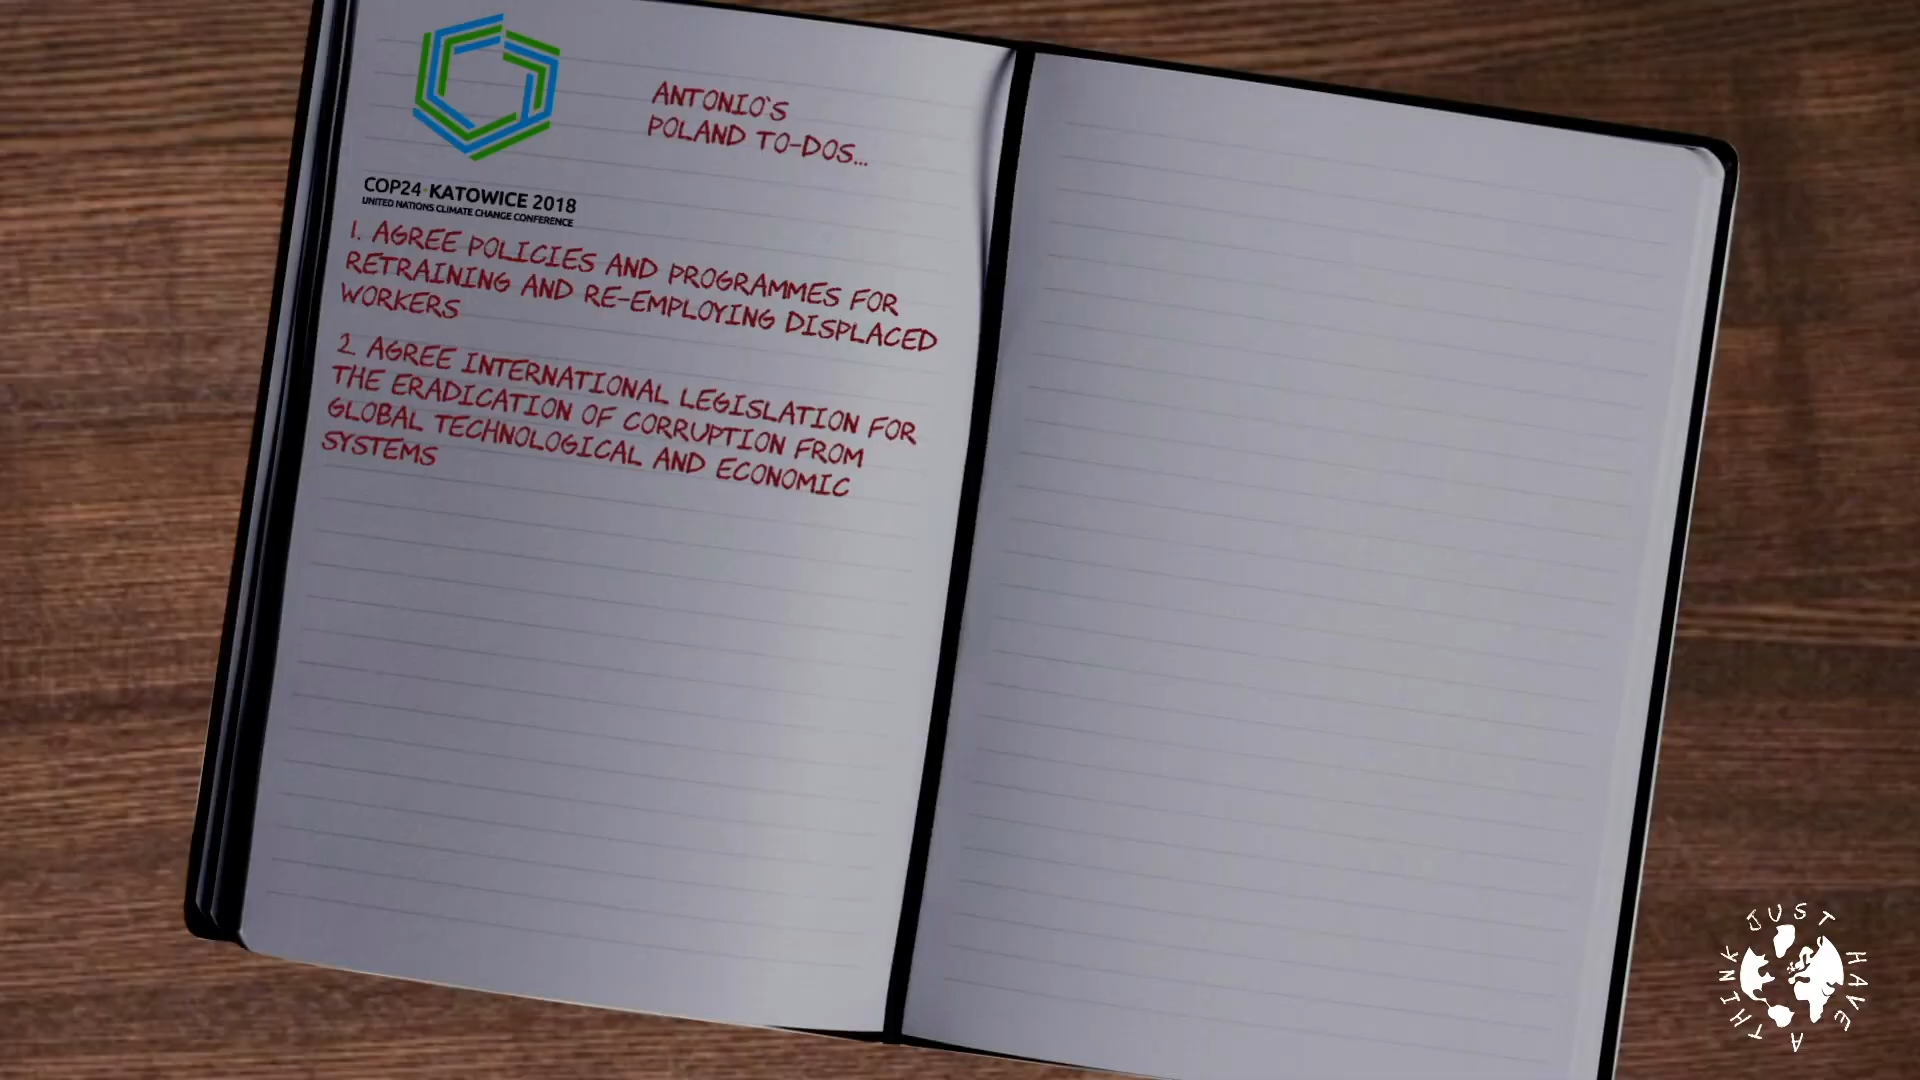 ANTONIO'S
POLAND TO-DOS...
COP24·KATOWICE 2018
UNITED NATIONS CLIMATE CHANGE CONFERENCE
1. AGREE POLICIES AND PROGRAMMES FOR
RETRAINING AND RE-EMPLOYING DISPLACED
WORKERS
2. AGREE INTERNATIONAL LEGISLATION FOR
THE ERADICATION OF CORRUPTION FROM
GLOBAL TECHNOLOGICAL AND ECONOMIC
SYSTEMS
JUST HAVE A THINK